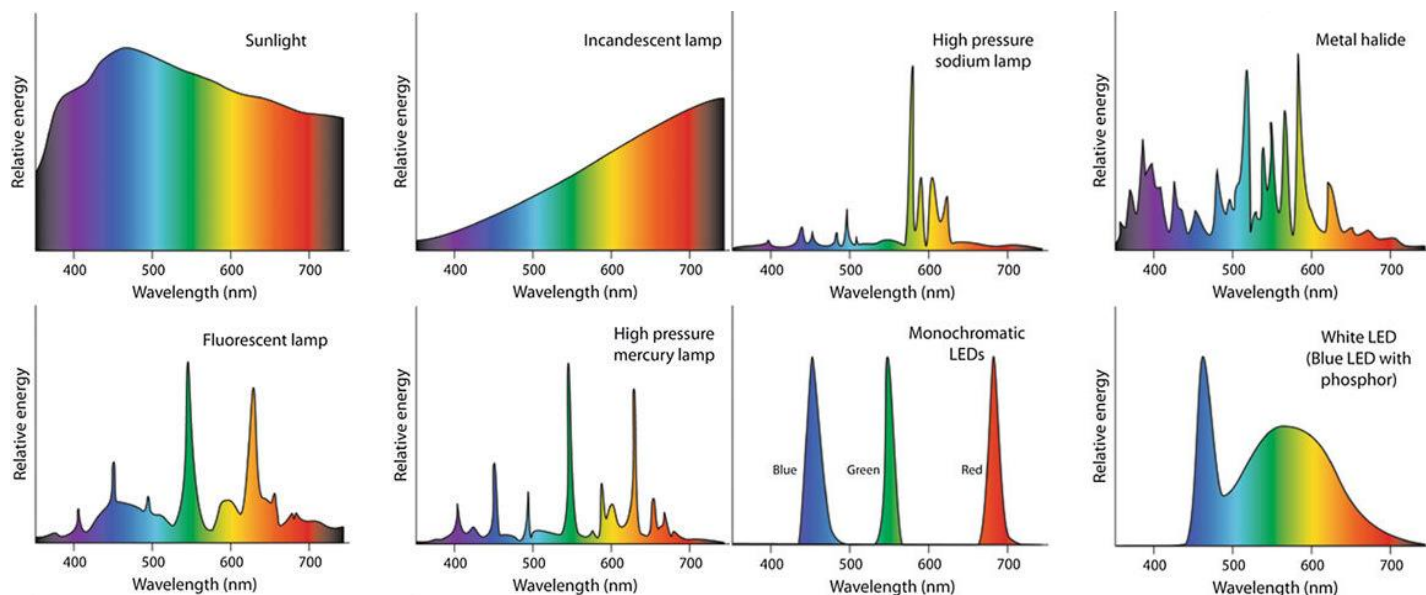 Sunlight
Relative energy
400 500 600 700
Wavelength (nm)
Incandescent lamp
Relative energy
400 500 600 700
Wavelength (nm)
High pressure
sodium lamp
400 500 600 700
Wavelength (nm)
Metal halide
Relative energy
400 500 600 700
Wavelength (nm)
Fluorescent lamp
Relative energy
400 500 600 700
Wavelength (nm)
High pressure
mercury lamp
Relative energy
400 500 600 700
Wavelength (nm)
Monochromatic
LEDs
Blue Green Red
400 500 600 700
Wavelength (nm)
White LED
(Blue LED with
phosphor)
Relative energy
500 600 700
Wavelength (nm)